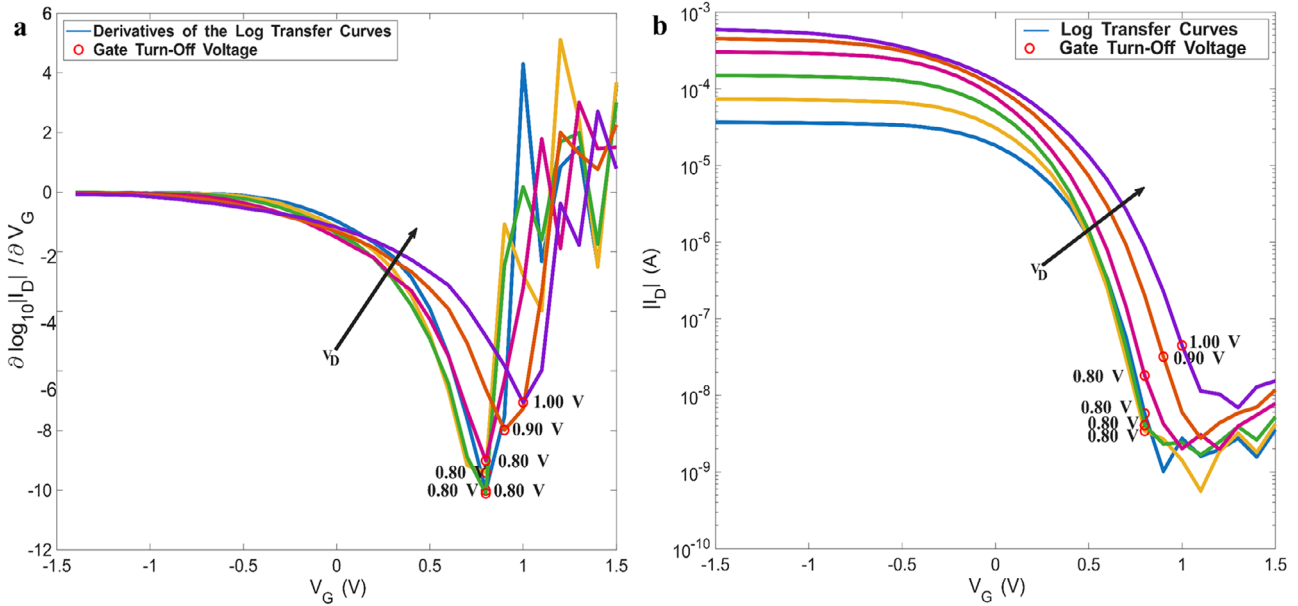 a
Derivatives of the Log Transfer Curves
Gate Turn-Off Voltage
6
4
2
0
-2
-4
-6
-8
-10
-12
∂ log10|ID| / ∂ VG
VD
1.00 V
0.90 V
0.80 V
0.80 V
0.80 V
0.80 V
-1.5
-1
-0.5
0
0.5
1
1.5
VG (V)
b
Log Transfer Curves
Gate Turn-Off Voltage
10-3
10-4
10-5
10-6
10-7
10-8
10-9
10-10
|ID| (A)
VD
1.00 V
0.90 V
0.80 V
0.80 V
0.80 V
0.80 V
-1.5
-1
-0.5
0
0.5
1
1.5
VG (V)